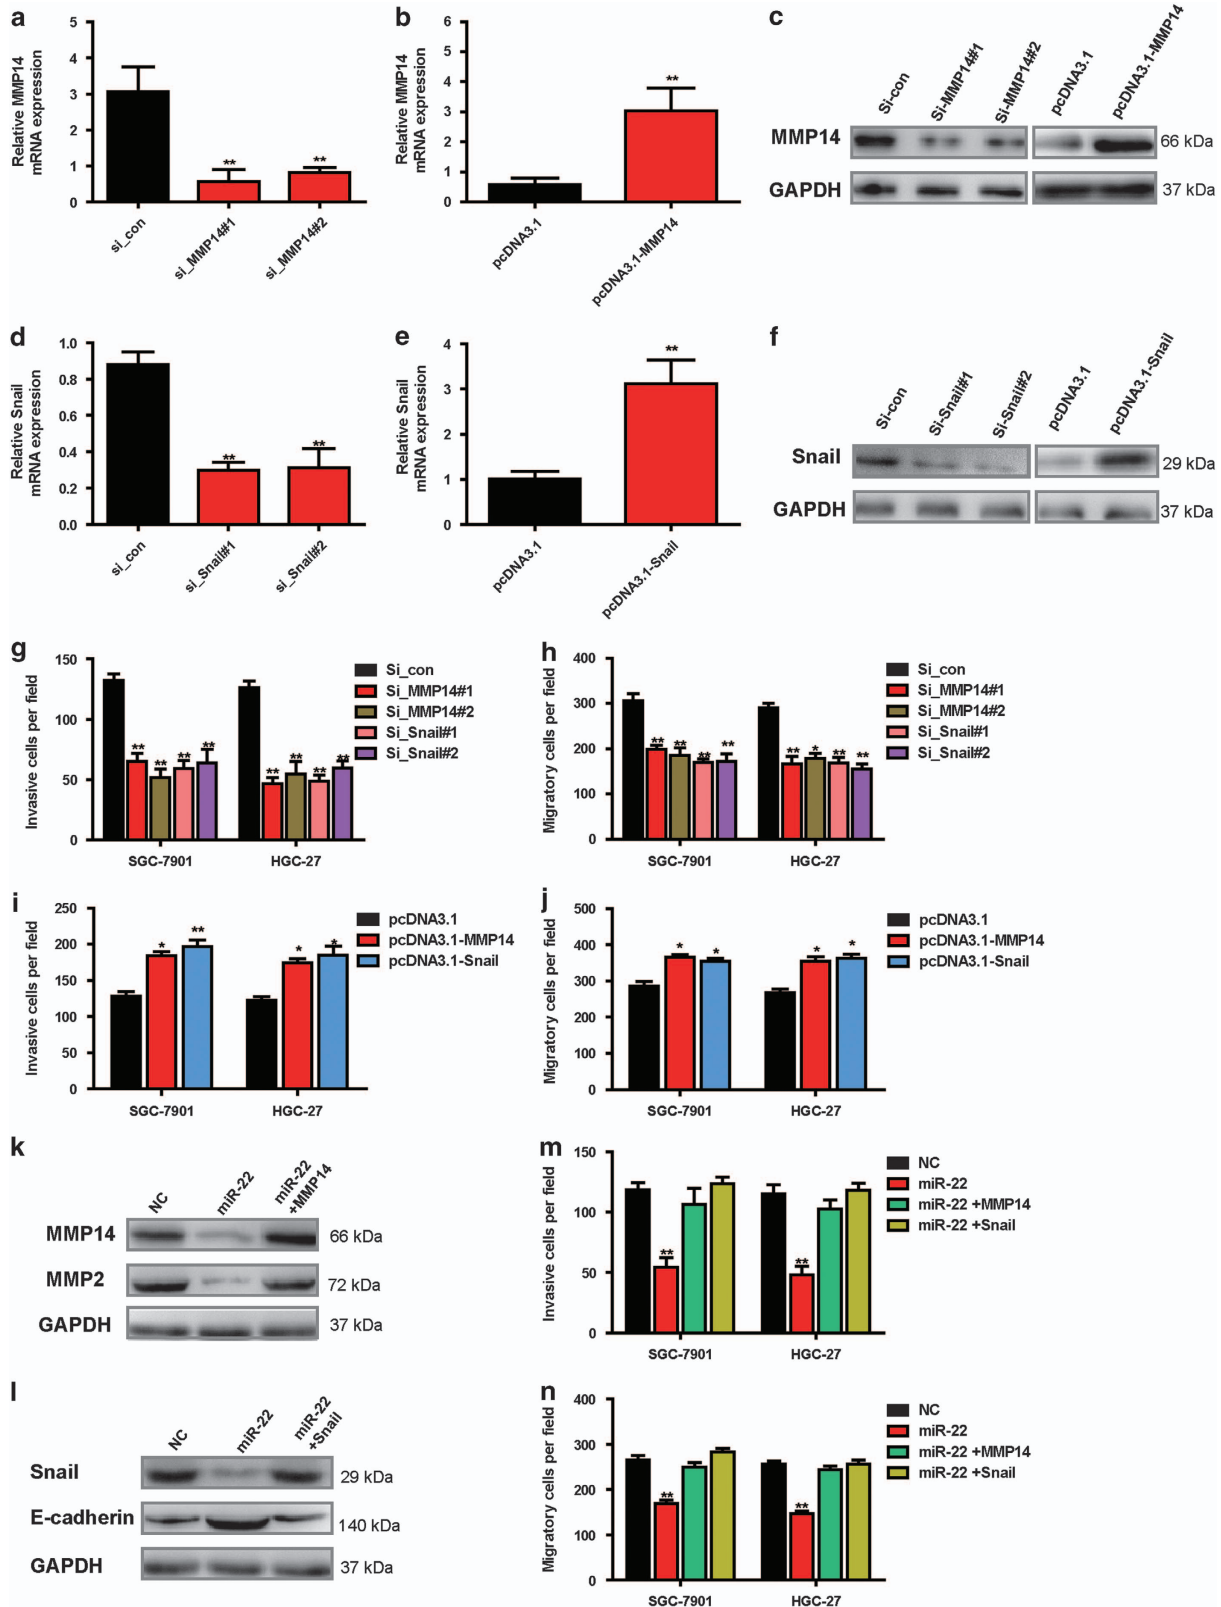 a
Relative MMP14
mRNA expression
5
4
3
2
1
0
**
**
si_con
si_MMP14#1
si_MMP14#2
b
Relative MMP14
mRNA expression
6
5
4
3
2
1
0
**
pcDNA3.1
pcDNA3.1-MMP14
c
Si-con
Si-MMP14#1
Si-MMP14#2
pcDNA3.1
pcDNA3.1-MMP14
MMP14
66 kDa
GAPDH
37 kDa
d
Relative Snail
mRNA expression
1.0
0.8
0.6
0.4
0.2
0.0
**
**
si_con
si_Snail#1
si_Snail#2
e
Relative Snail
mRNA expression
4
3
2
1
0
**
pcDNA3.1
pcDNA3.1-Snail
f
Si-con
Si-Snail#1
Si-Snail#2
pcDNA3.1
pcDNA3.1-Snail
Snail
29 kDa
GAPDH
37 kDa
g
Invasive cells per field
150
100
50
0
** ** ** **
** ** ** **
SGC-7901
HGC-27
Si_con
Si_MMP14#1
Si_MMP14#2
Si_Snail#1
Si_Snail#2
h
Migratory cells per field
400
300
200
100
0
** ** ** **
** * ** **
SGC-7901
HGC-27
Si_con
Si_MMP14#1
Si_MMP14#2
Si_Snail#1
Si_Snail#2
i
Invasive cells per field
250
200
150
100
50
0
* **
* *
SGC-7901
HGC-27
pcDNA3.1
pcDNA3.1-MMP14
pcDNA3.1-Snail
j
Migratory cells per field
500
400
300
200
100
0
* *
* *
SGC-7901
HGC-27
pcDNA3.1
pcDNA3.1-MMP14
pcDNA3.1-Snail
k
NC
miR-22
miR-22
+MMP14
MMP14
66 kDa
MMP2
72 kDa
GAPDH
37 kDa
m
Invasive cells per field
150
100
50
0
**
**
SGC-7901
HGC-27
NC
miR-22
miR-22 +MMP14
miR-22 +Snail
l
NC
miR-22
miR-22
+Snail
Snail
29 kDa
E-cadherin
140 kDa
GAPDH
37 kDa
n
Migratory cells per field
400
300
200
100
0
**
**
SGC-7901
HGC-27
NC
miR-22
miR-22 +MMP14
miR-22 +Snail